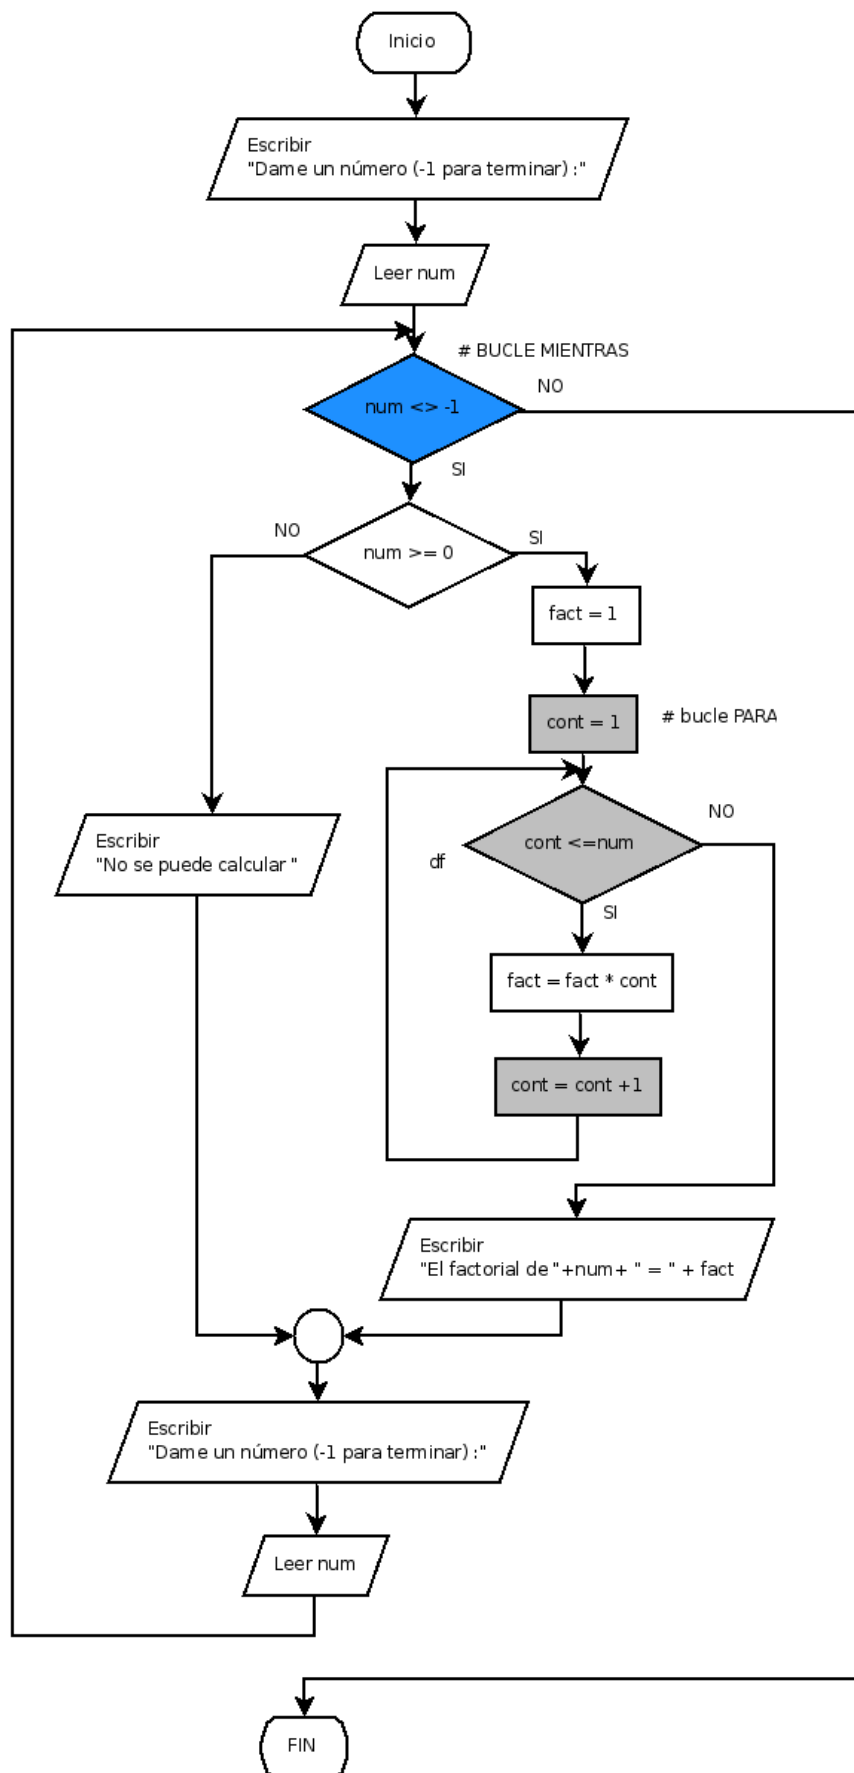 Inicio
Escribir
"Dame un número (-1 para terminar) :"
Leer num
# BUCLE MIENTRAS
NO
num <> -1
SI
NO
SI
num >= 0
fact = 1
cont = 1
# bucle PARA
NO
Escribir
"No se puede calcular "
cont <=num
df
SI
fact = fact * cont
cont = cont +1
Escribir
"El factorial de "+num+ " = " + fact
Escribir
"Dame un número (-1 para terminar) :"
Leer num
FIN